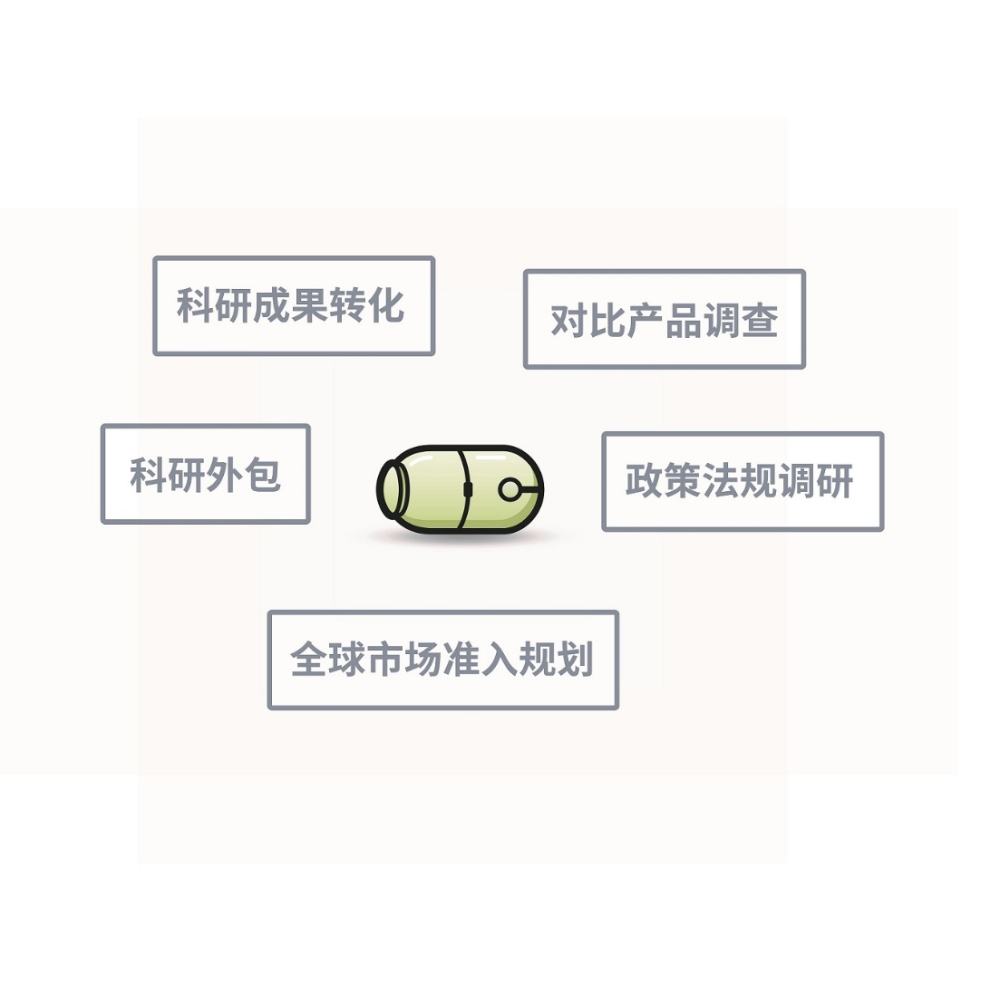 科研成果转化
对比产品调查
科研外包
政策法规调研
全球市场准入规划